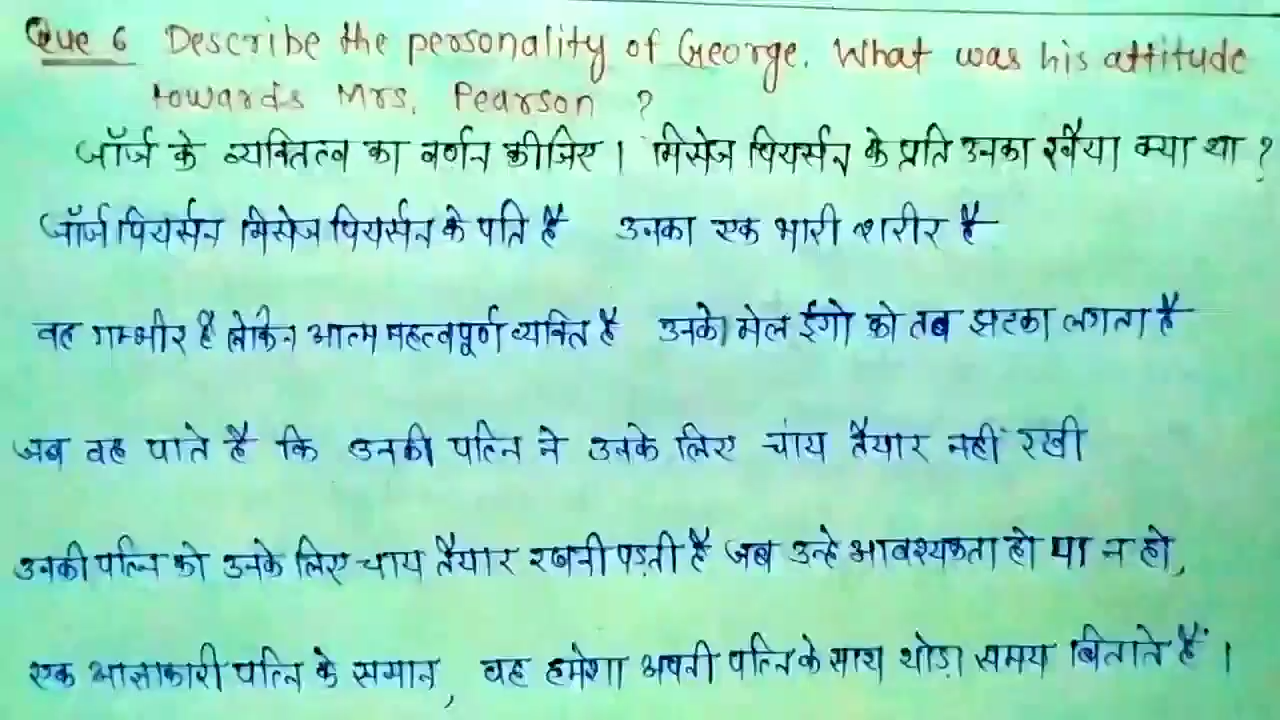 Que 6 Describe the personality of George. What was his attitude
towards Mrs. Pearson ?
जॉर्ज के व्यक्तित्व का वर्णन कीजिए । मिसेज पियर्सन के प्रति उनका रवैया क्या था ?
जॉर्ज पियर्सन मिसेज पियर्सन के पति है उनका एक भारी शरीर है
वह गम्भीर है लेकिन आत्म महत्वपूर्ण व्यक्ति है उनके मेल ईगो को तब झटका लगता है
जब वह पाते है कि उनकी पत्नि ने उनके लिए चाय तैयार नहीं रखी
उनकी पत्नि को उनके लिए चाय तैयार रखनी पड़ती है जब उन्हे आवश्यकता हो या न हो,
एक आज्ञाकारी पत्नि के समान, वह हमेशा अपनी पत्नि के साथ थोड़ा समय बिताते हैं ।